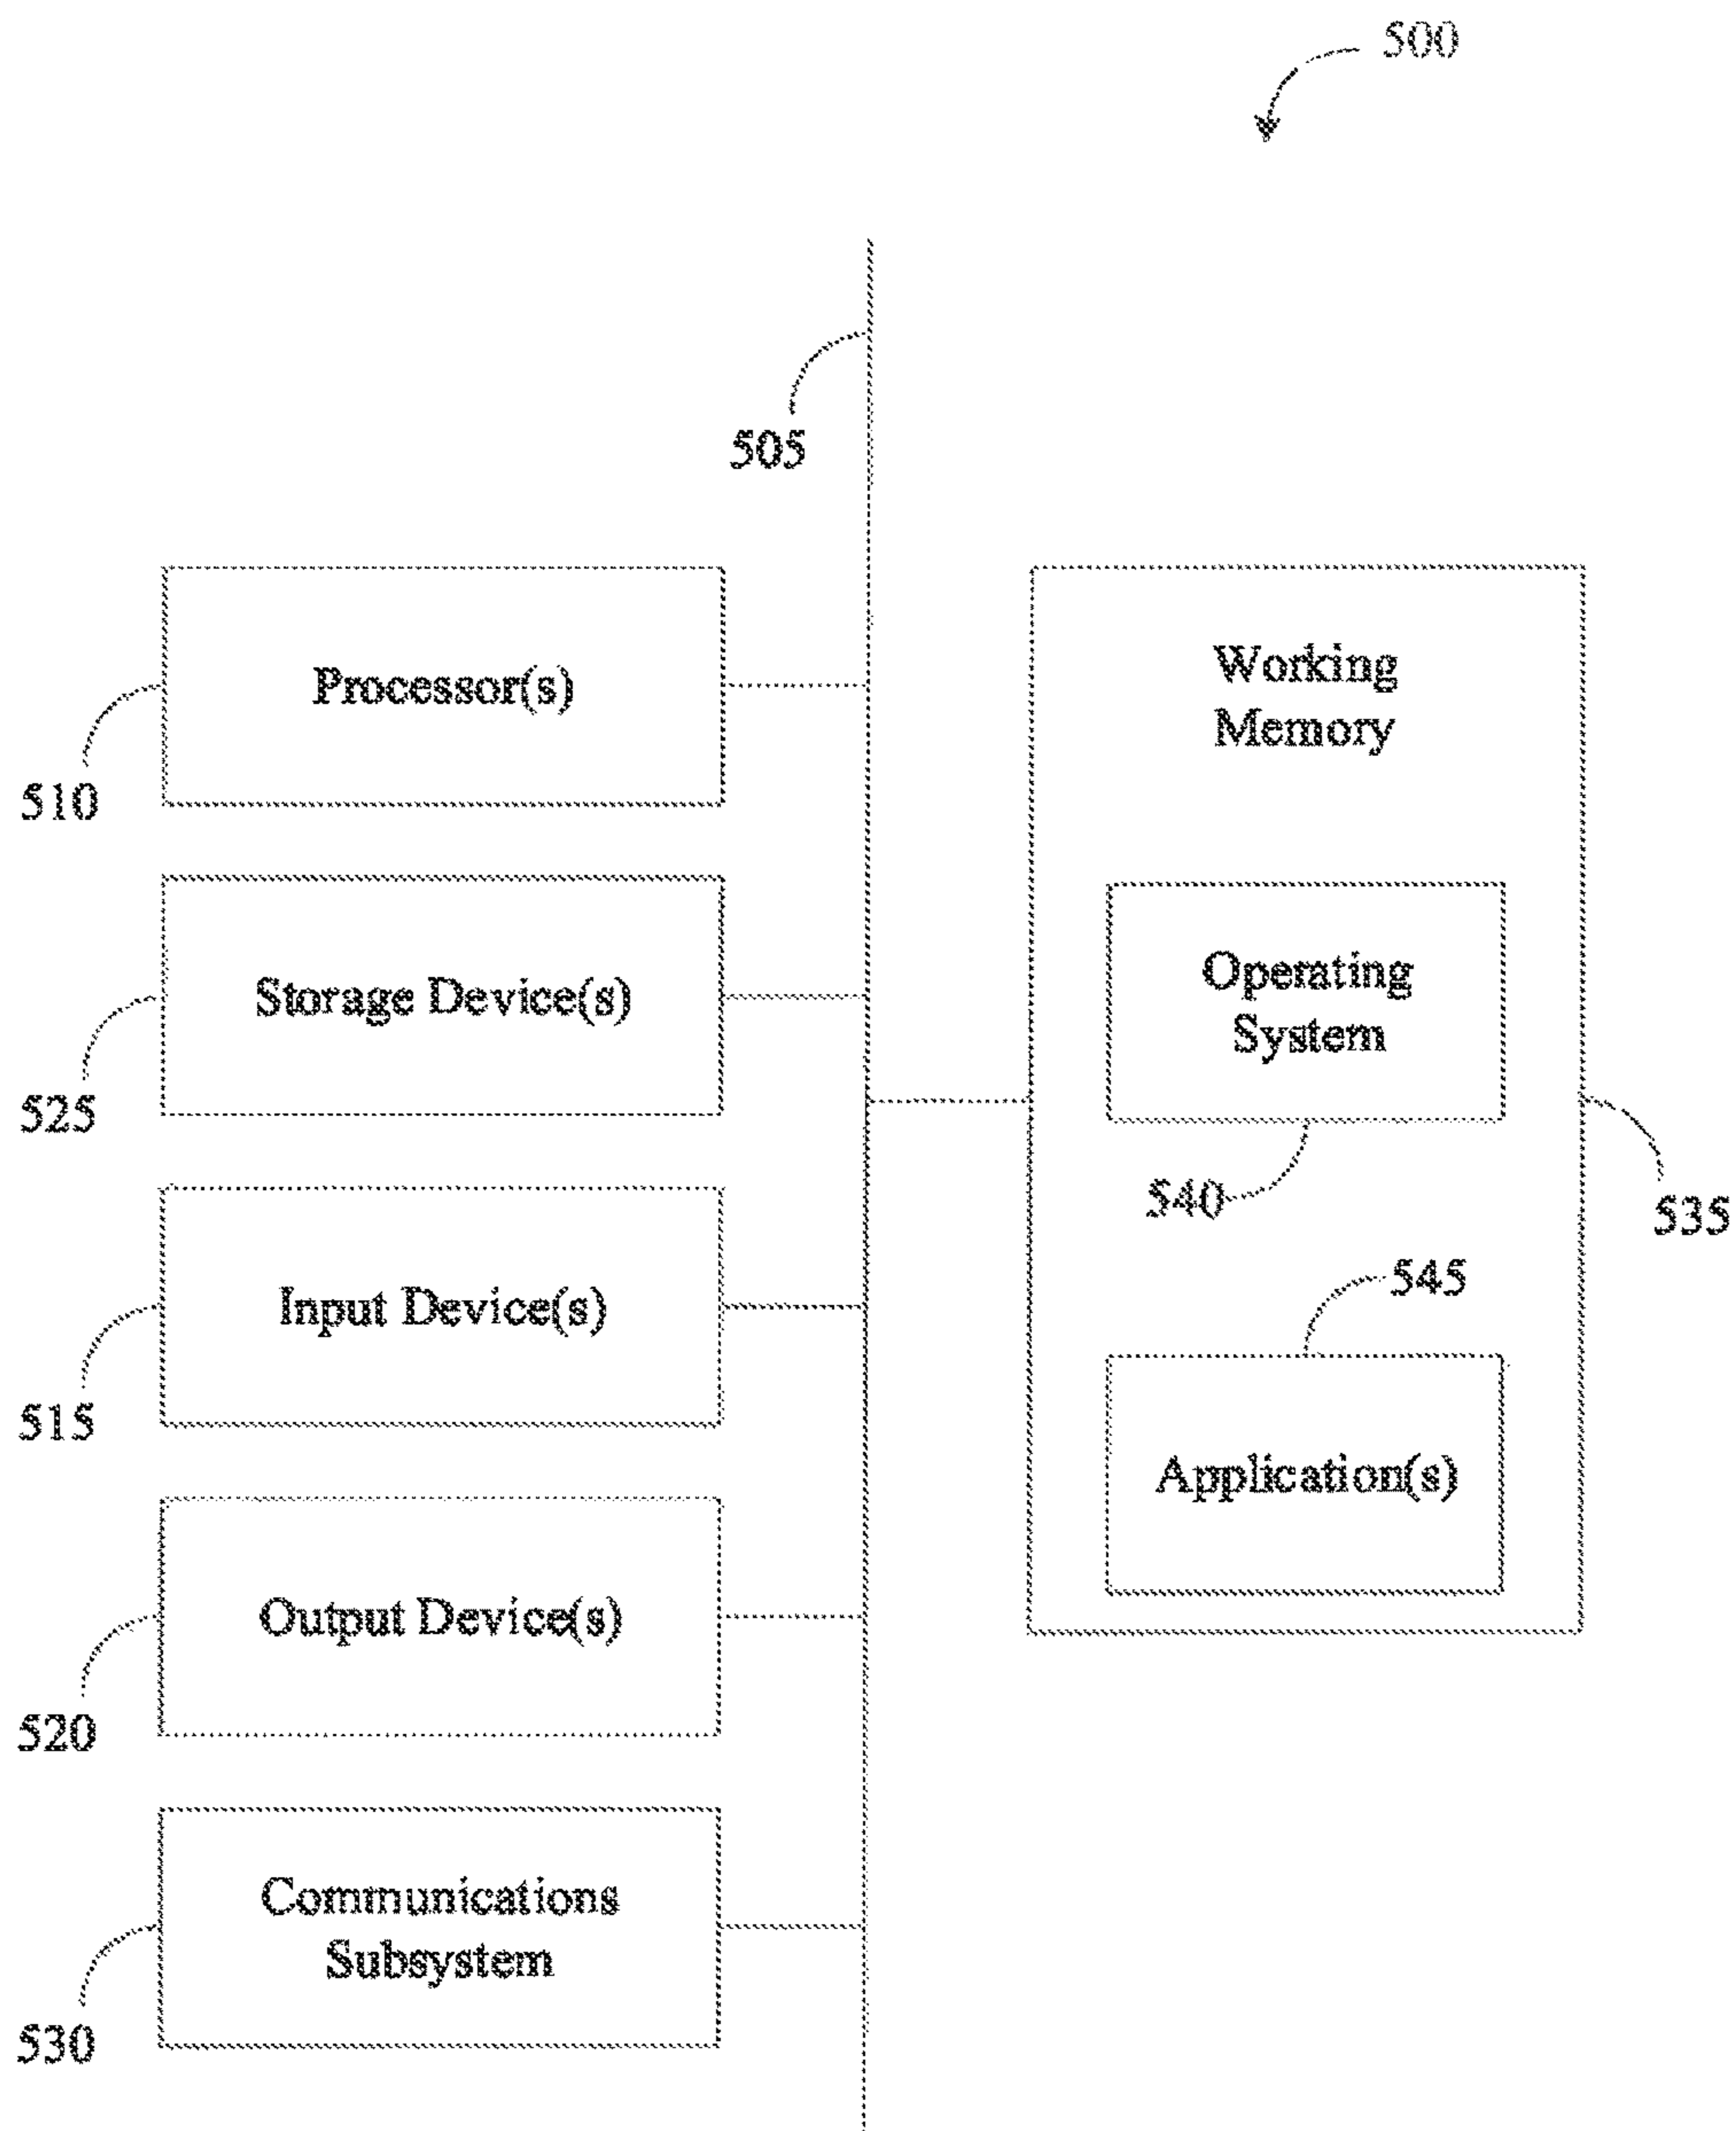 500
505
Processor(s)
510
Storage Device(s)
525
Input Device(s)
515
Output Device(s)
520
Communications
Subsystem
530
Working
Memory
Operating
System
540
535
545
Application(s)